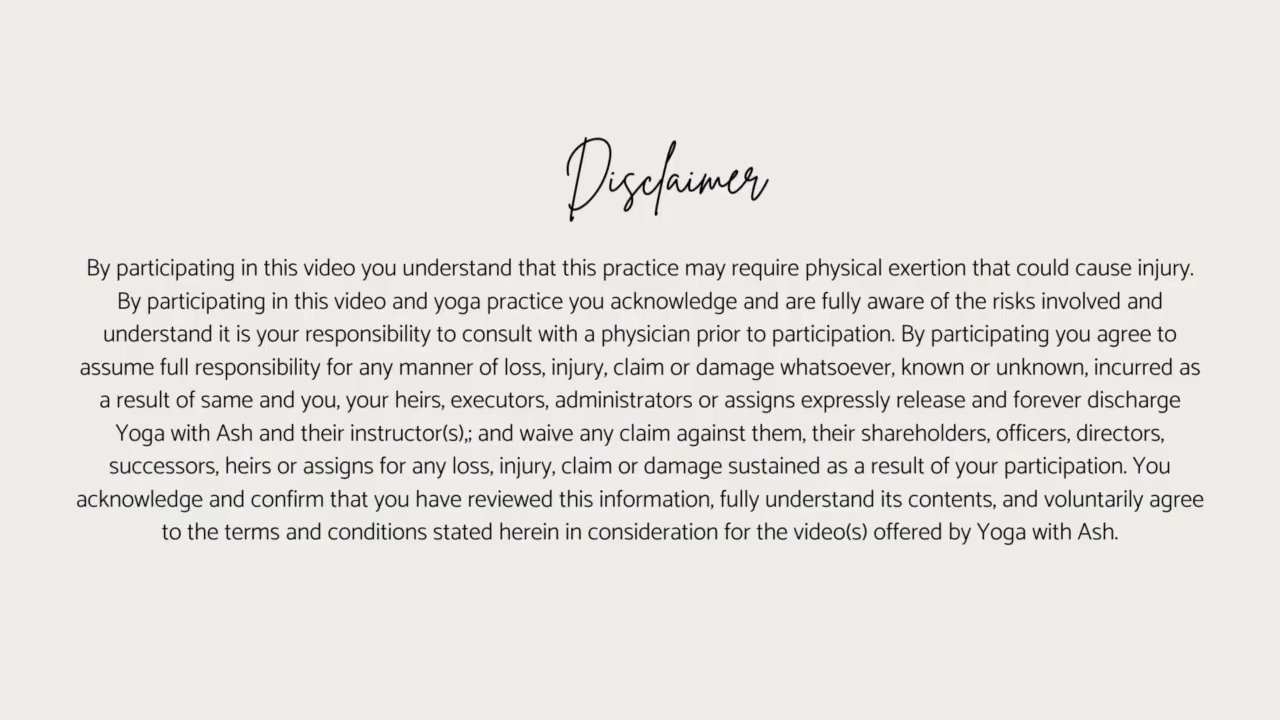 Disclaimer
By participating in this video you understand that this practice may require physical exertion that could cause injury.
By participating in this video and yoga practice you acknowledge and are fully aware of the risks involved and
understand it is your responsibility to consult with a physician prior to participation. By participating you agree to
assume full responsibility for any manner of loss, injury, claim or damage whatsoever, known or unknown, incurred as
a result of same and you, your heirs, executors, administrators or assigns expressly release and forever discharge
Yoga with Ash and their instructor(s),; and waive any claim against them, their shareholders, officers, directors,
successors, heirs or assigns for any loss, injury, claim or damage sustained as a result of your participation. You
acknowledge and confirm that you have reviewed this information, fully understand its contents, and voluntarily agree
to the terms and conditions stated herein in consideration for the video(s) offered by Yoga with Ash.